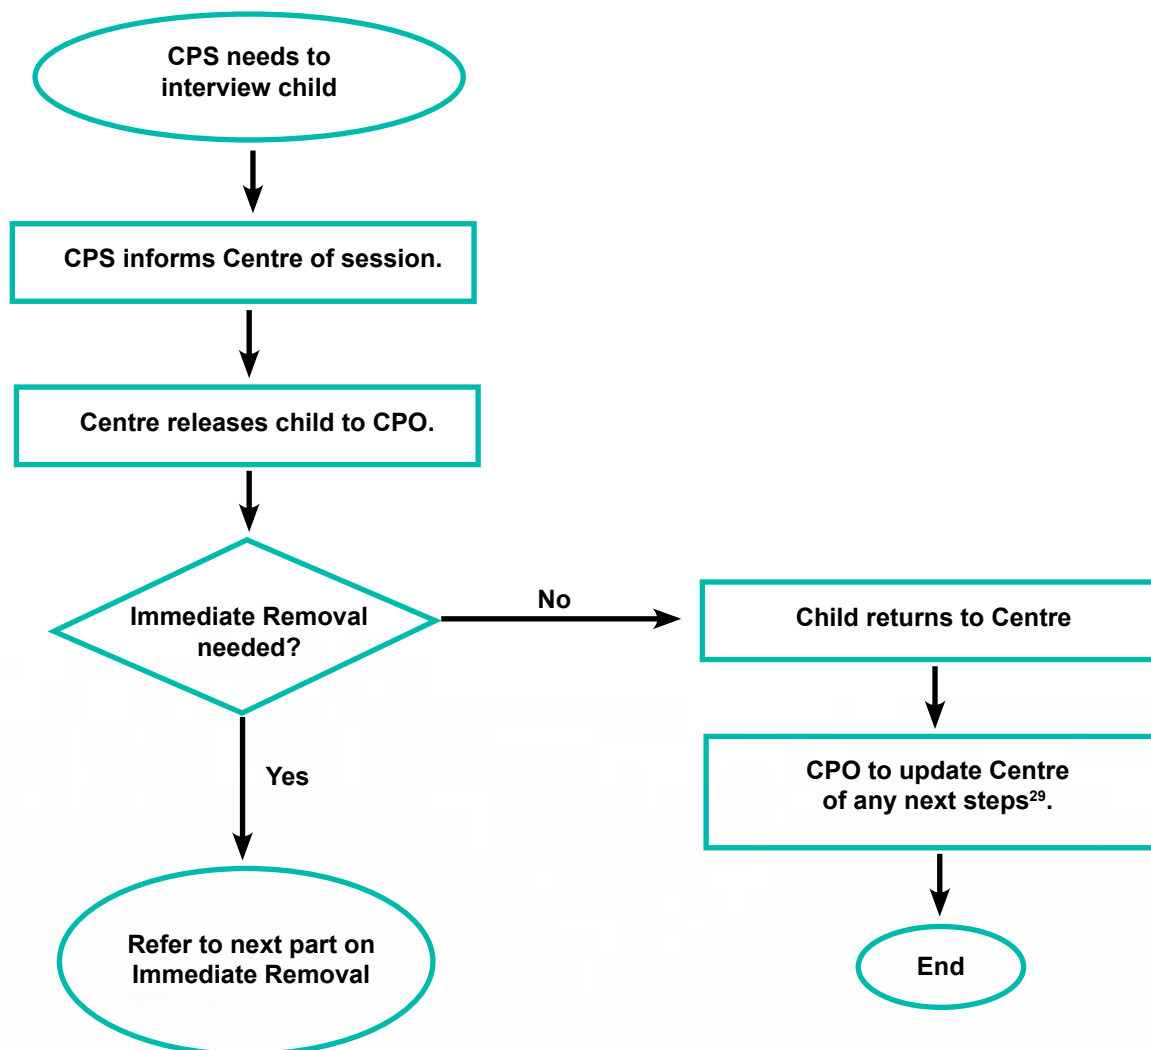 CPS needs to
interview child
CPS informs Centre of session.
Centre releases child to CPO.
Immediate Removal
needed?
No
Child returns to Centre
Yes
CPO to update Centre
of any next steps²⁹.
Refer to next part on
Immediate Removal
End